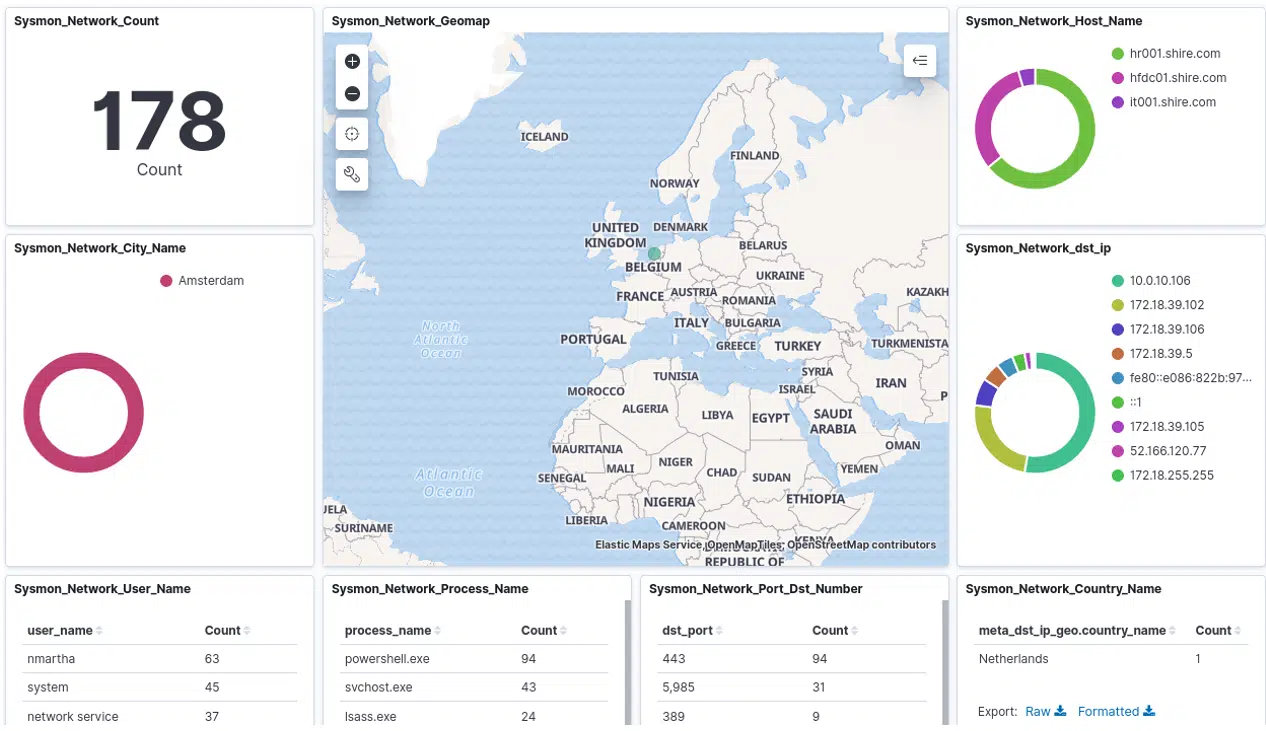 Sysmon_Network_Count
178
Count
Sysmon_Network_Geomap
ICELAND
FINLAND
NORWAY
UNITED
KINGDOM
DENMARK
BELARUS
BELGIUM
UKRAINE
FRANCE
AUSTRIA
ROMANIA
KAZAKH
ITALY
BULGARIA
North
Atlantic
Ocean
PORTUGAL
GREECE
TURKEY
TURKMENISTA
TUNISIA
SYRIA
MOROCCO
ISRAEL
IRAN
P
ALGERIA
LIBYA
EGYPT
SAUDI
ARABIA
MAURITANIA
OMAN
MALI
NIGER
CHAD
SUDAN
YEMEN
Atlantic
Ocean
SENEGAL
NIGERIA
ETHIOPIA
UELA
SURINAME
LIBERIA
CAMEROON
KENYA
Elastic Maps Service, OpenMapTiles, OpenStreetMap contributors
REPUBLIC OF
Sysmon_Network_Host_Name
hr001.shire.com
hfdc01.shire.com
it001.shire.com
Sysmon_Network_City_Name
Amsterdam
Sysmon_Network_dst_ip
10.0.10.106
172.18.39.102
172.18.39.106
172.18.39.5
fe80::e086:822b:97...
::1
172.18.39.105
52.166.120.77
172.18.255.255
Sysmon_Network_User_Name
user_name Count
nmartha 63
system 45
network service 37
Sysmon_Network_Process_Name
process_name Count
powershell.exe 94
svchost.exe 43
lsass.exe 24
Sysmon_Network_Port_Dst_Number
dst_port Count
443 94
5,985 31
389 9
Sysmon_Network_Country_Name
meta_dst_ip_geo.country_name Count
Netherlands 1
Export: Raw Formatted